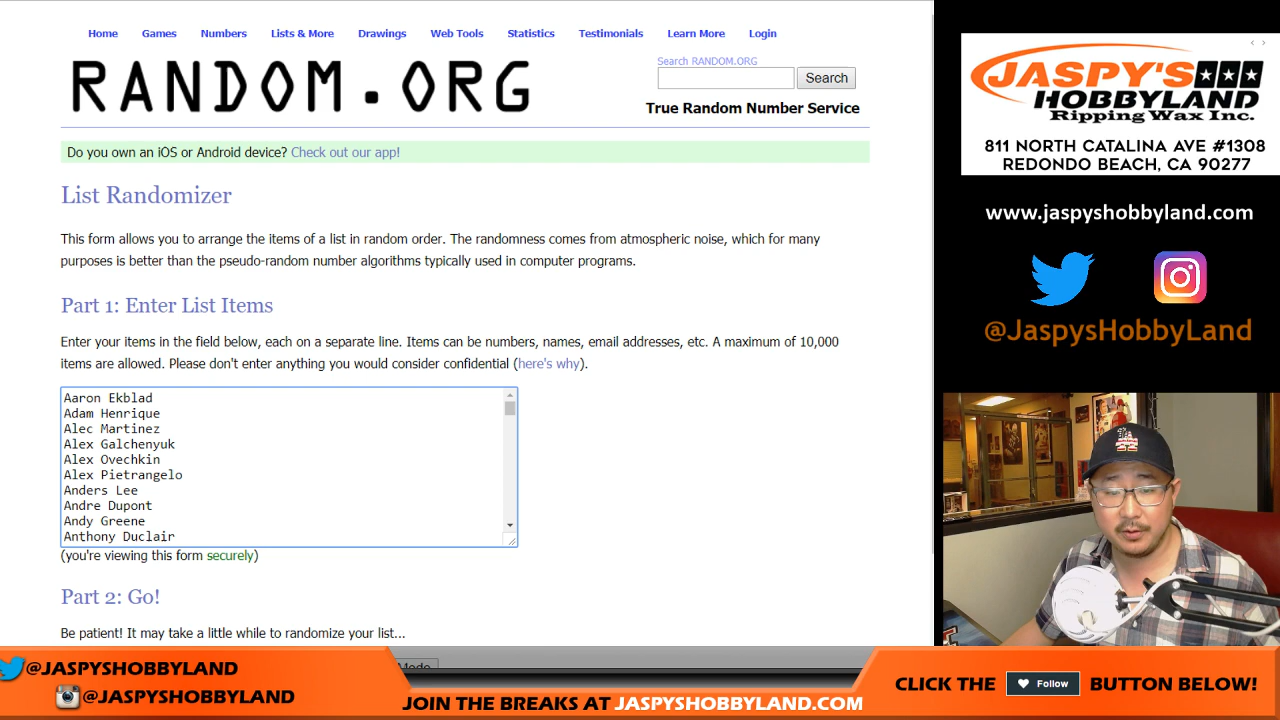 Home Games Numbers Lists & More Drawings Web Tools Statistics Testimonials Learn More Login
RANDOM.ORG
Search RANDOM.ORG
Search
True Random Number Service
Do you own an iOS or Android device? Check out our app!
List Randomizer
This form allows you to arrange the items of a list in random order. The randomness comes from atmospheric noise, which for many
purposes is better than the pseudo-random number algorithms typically used in computer programs.
Part 1: Enter List Items
Enter your items in the field below, each on a separate line. Items can be numbers, names, email addresses, etc. A maximum of 10,000
items are allowed. Please don't enter anything you would consider confidential (here's why).
Aaron Ekblad
Adam Henrique
Alec Martinez
Alex Galchenyuk
Alex Ovechkin
Alex Pietrangelo
Anders Lee
Andre Dupont
Andy Greene
Anthony Duclair
(you're viewing this form securely)
Part 2: Go!
Be patient! It may take a little while to randomize your list...
JASPY'S
HOBBYLAND
Ripping Wax Inc.
811 NORTH CATALINA AVE #1308
REDONDO BEACH, CA 90277
www.jaspyshobbyland.com
@JaspysHobbyLand
@JASPYSHOBBYLAND
@JASPYSHOBBYLAND
JOIN THE BREAKS AT JASPYSHOBBYLAND.COM
CLICK THE Follow BUTTON BELOW!